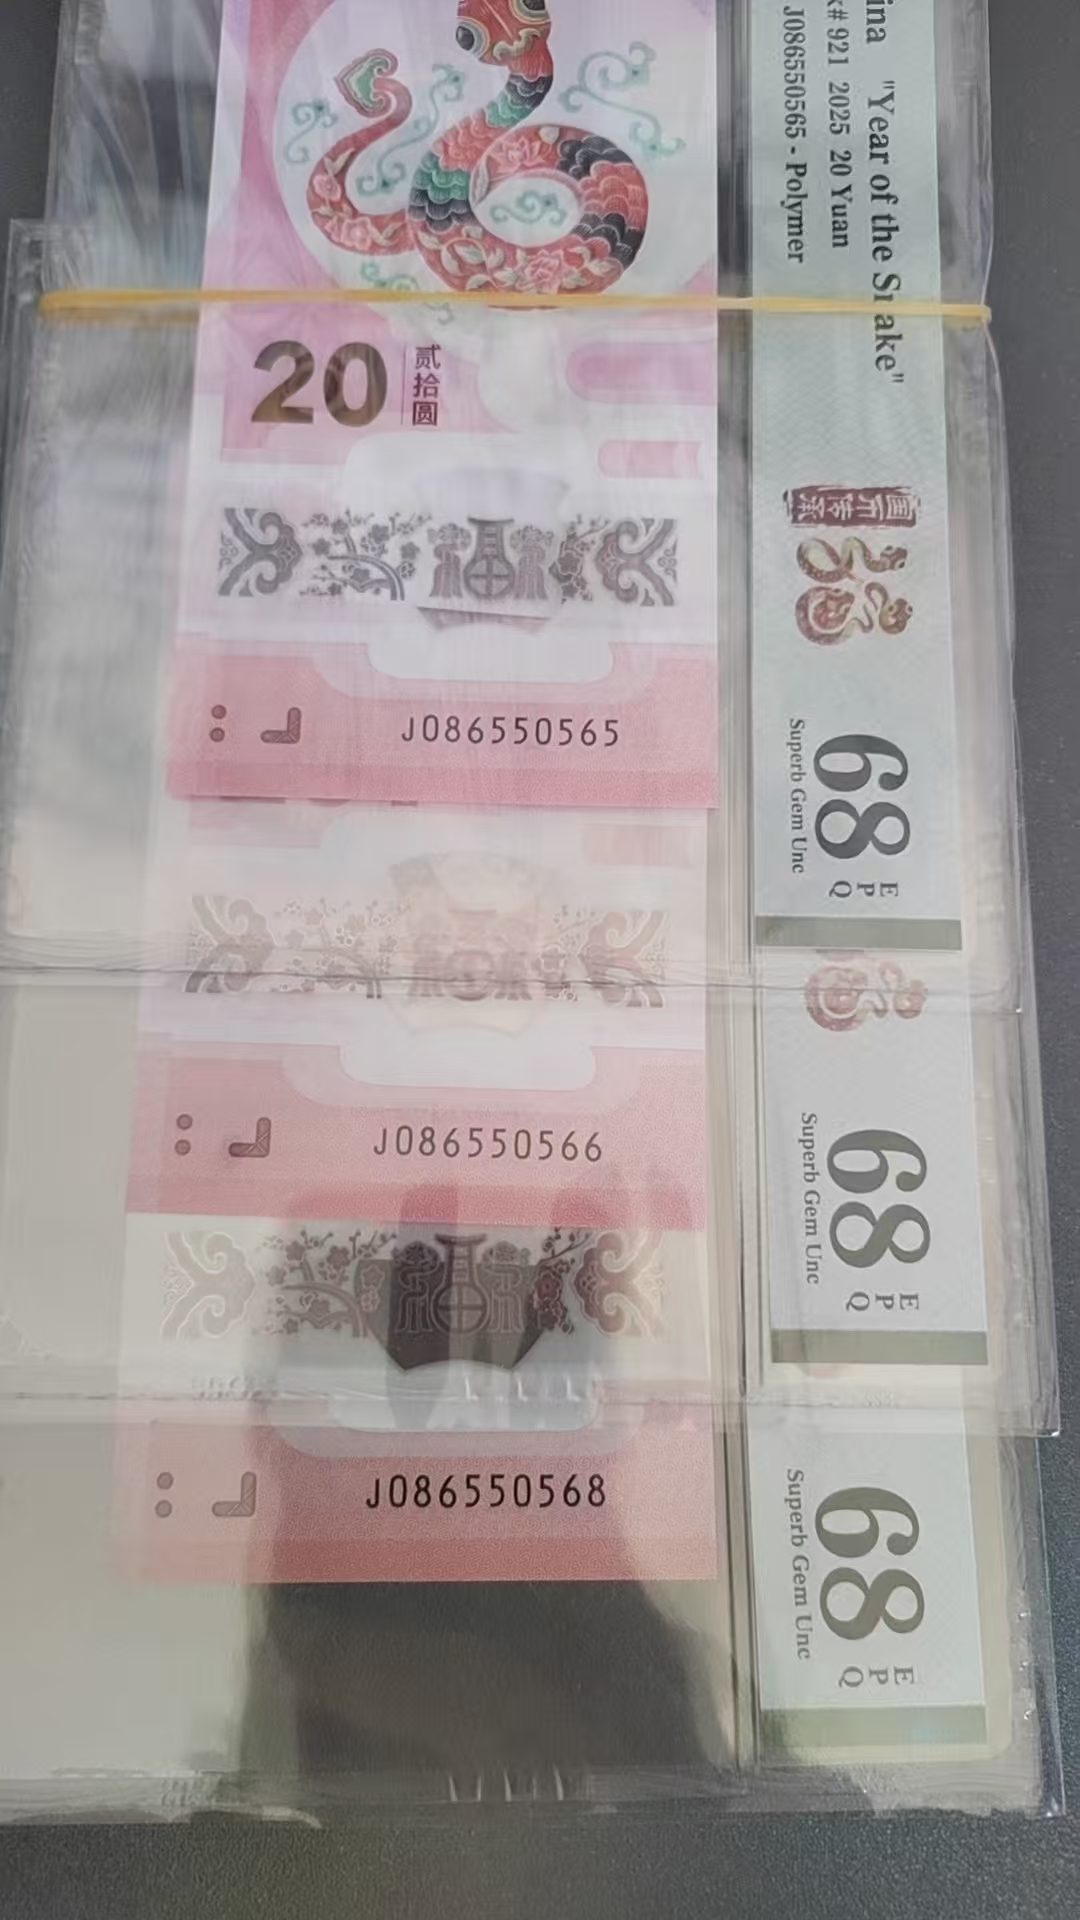 ina "Year of the Snake"
k# 921 2025 20 Yuan
J086550565 - Polymer
20
贰拾圆
J086550565
68
EPQ
Superb Gem Unc
J086550566
68
EPQ
Superb Gem Unc
J086550568
68
EPQ
Superb Gem Unc